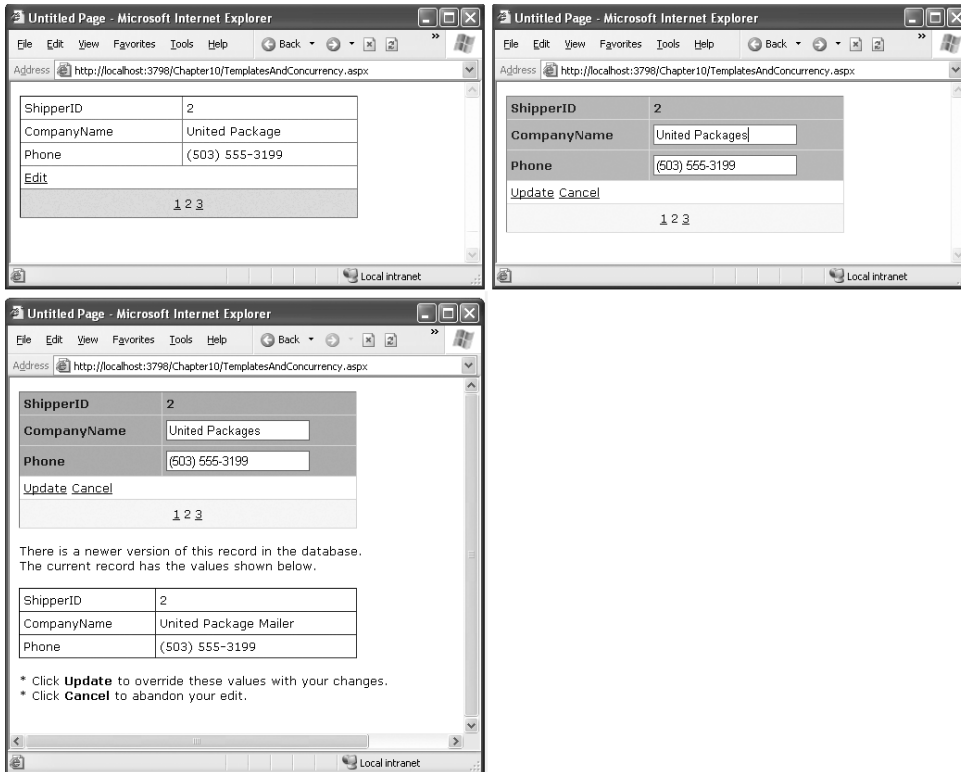 Untitled Page - Microsoft Internet Explorer
File Edit View Favorites Tools Help Back »
Address http://localhost:3798/Chapter10/TemplatesAndConcurrency.aspx
ShipperID 2
CompanyName United Package
Phone (503) 555-3199
Edit
1 2 3
Local intranet
Untitled Page - Microsoft Internet Explorer
File Edit View Favorites Tools Help Back »
Address http://localhost:3798/Chapter10/TemplatesAndConcurrency.aspx
ShipperID 2
CompanyName United Packages
Phone (503) 555-3199
Update Cancel
1 2 3
Local intranet
Untitled Page - Microsoft Internet Explorer
File Edit View Favorites Tools Help Back »
Address http://localhost:3798/Chapter10/TemplatesAndConcurrency.aspx
ShipperID 2
CompanyName United Packages
Phone (503) 555-3199
Update Cancel
1 2 3
There is a newer version of this record in the database.
The current record has the values shown below.
ShipperID 2
CompanyName United Package Mailer
Phone (503) 555-3199
* Click Update to override these values with your changes.
* Click Cancel to abandon your edit.
Local intranet